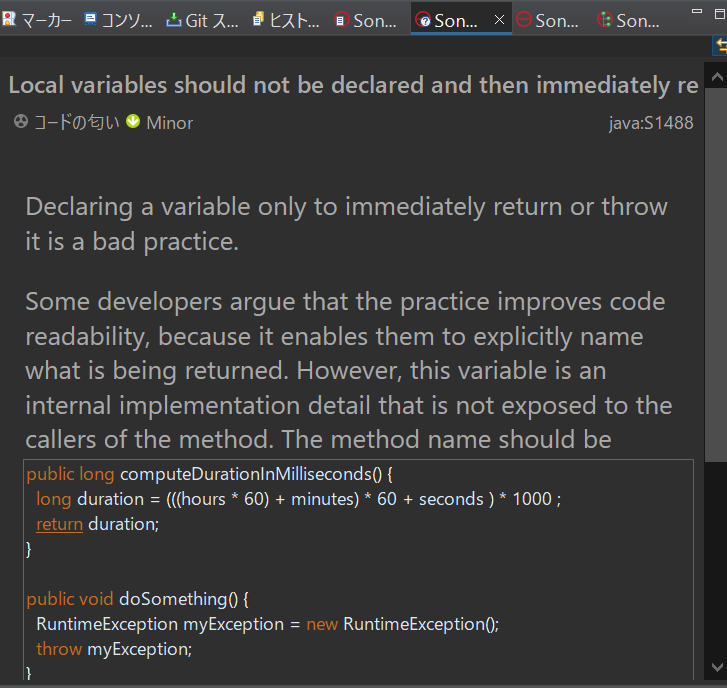 マーカー コンソ... Git ス... ヒスト... Son... Son... Son... Son...
Local variables should not be declared and then immediately re
コードの匂い Minor java:S1488
Declaring a variable only to immediately return or throw
it is a bad practice.
Some developers argue that the practice improves code
readability, because it enables them to explicitly name
what is being returned. However, this variable is an
internal implementation detail that is not exposed to the
callers of the method. The method name should be
public long computeDurationInMilliseconds() {
long duration = (((hours * 60) + minutes) * 60 + seconds ) * 1000 ;
return duration;
}
public void doSomething() {
RuntimeException myException = new RuntimeException();
throw myException;
}